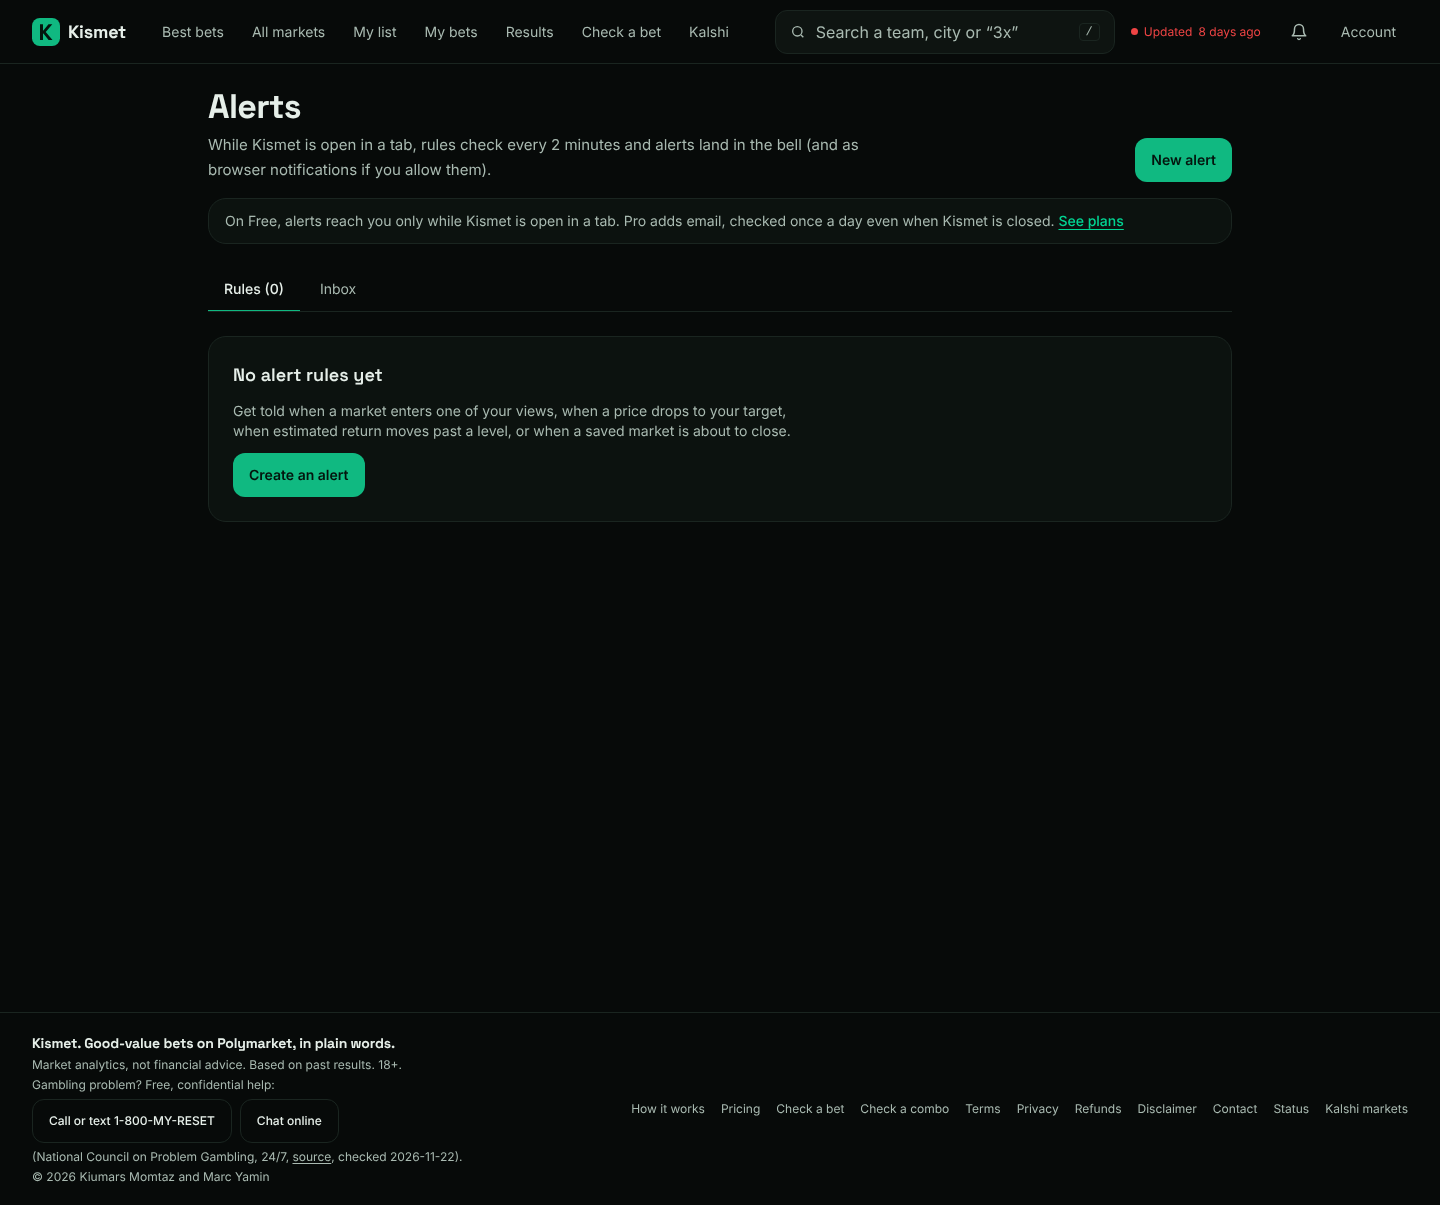 K Kismet
Best bets
All markets
My list
My bets
Results
Check a bet
Kalshi
Search a team, city or “3x”
/
Updated 8 days ago
Account
Alerts
While Kismet is open in a tab, rules check every 2 minutes and alerts land in the bell (and as
browser notifications if you allow them).
New alert
On Free, alerts reach you only while Kismet is open in a tab. Pro adds email, checked once a day even when Kismet is closed. See plans
Rules (0)
Inbox
No alert rules yet
Get told when a market enters one of your views, when a price drops to your target,
when estimated return moves past a level, or when a saved market is about to close.
Create an alert
Kismet. Good-value bets on Polymarket, in plain words.
Market analytics, not financial advice. Based on past results. 18+.
Gambling problem? Free, confidential help:
Call or text 1-800-MY-RESET
Chat online
(National Council on Problem Gambling, 24/7, source, checked 2026-11-22).
© 2026 Kiumars Momtaz and Marc Yamin
How it works
Pricing
Check a bet
Check a combo
Terms
Privacy
Refunds
Disclaimer
Contact
Status
Kalshi markets